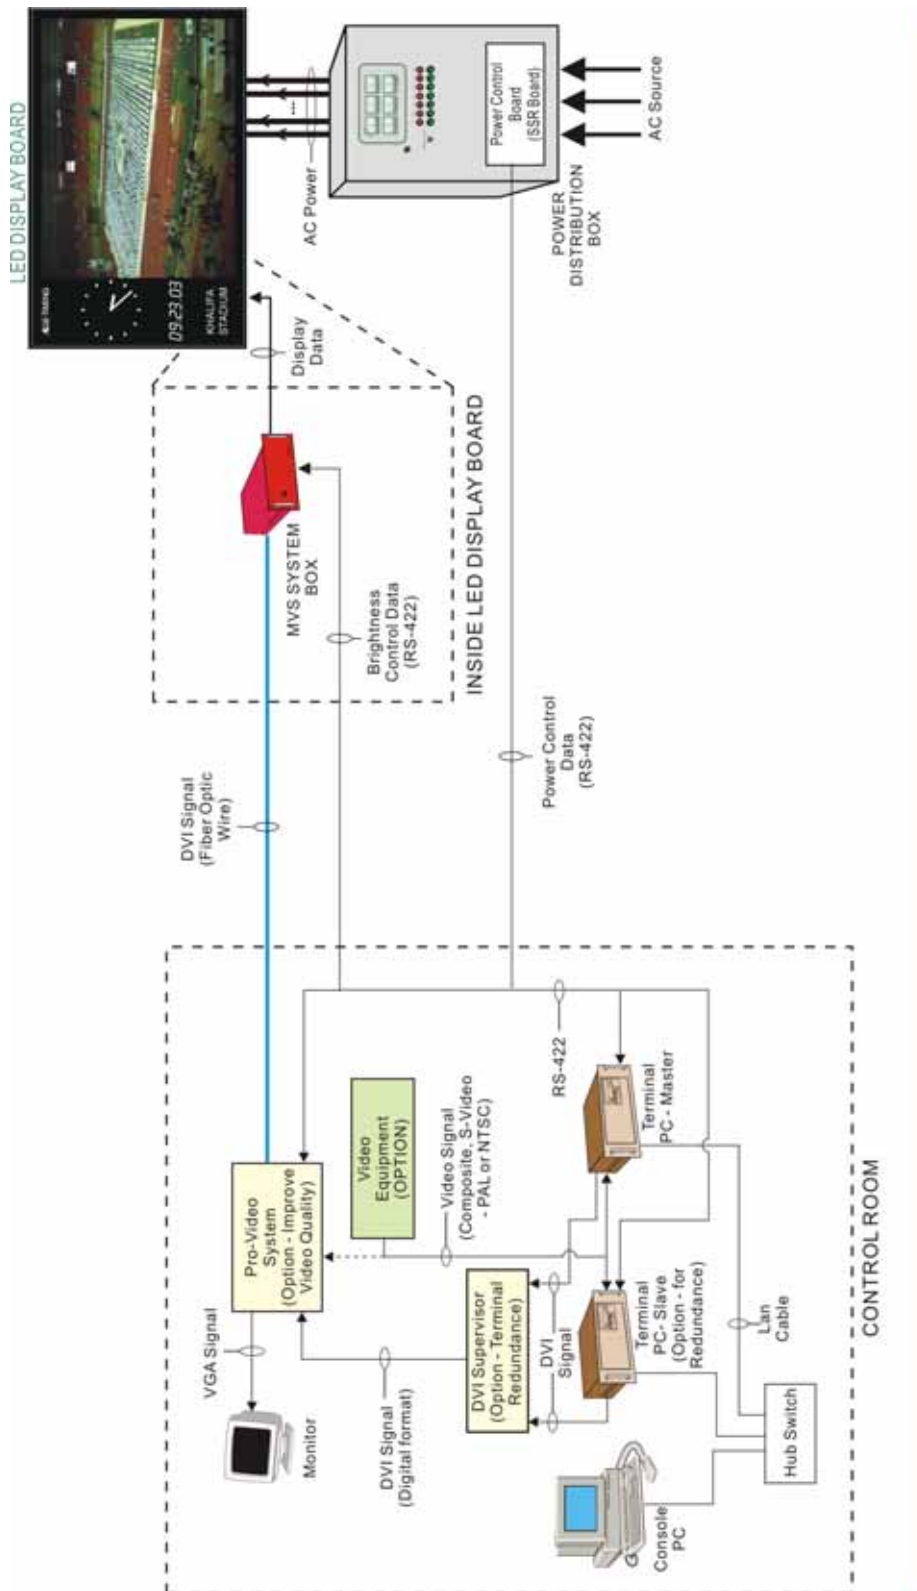 LED DISPLAY BOARD
09.23.03
KHALIFA
STADIUM
AC Power
Power Control
Board
(SSR Board)
AC Source
POWER
DISTRIBUTION
BOX
Display
Data
MVS SYSTEM
BOX
Brightness
Control Data
(RS-422)
INSIDE LED DISPLAY BOARD
DVI Signal
(Fiber Optic
Wire)
Power Control
Data
(RS-422)
Pro-Video
System
(Option - Improve
Video Quality)
Video
Equipment
(OPTION)
Video Signal
(Composite, S-Video
- PAL or NTSC)
RS-422
Terminal
PC - Master
VGA Signal
Monitor
DVI Signal
(Digital format)
DVI Supervisor
(Option - Terminal
Redundance)
DVI
Signal
Terminal
PC- Slave
(Option - for
Redundance)
Lan
Cable
Console
PC
Hub Switch
CONTROL ROOM